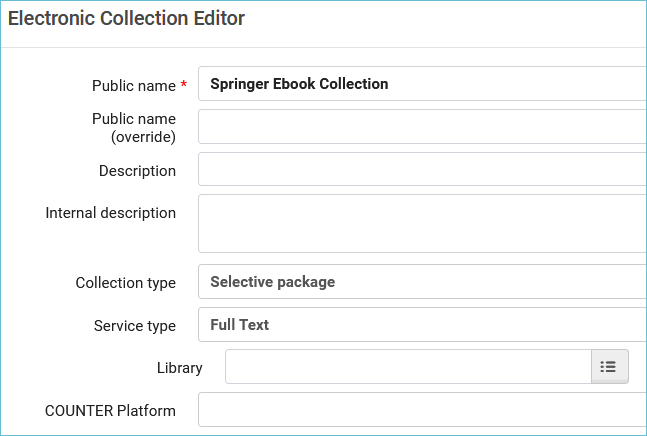 Electronic Collection Editor
Public name * Springer Ebook Collection
Public name
(override)
Description
Internal description
Collection type Selective package
Service type Full Text
Library
COUNTER Platform